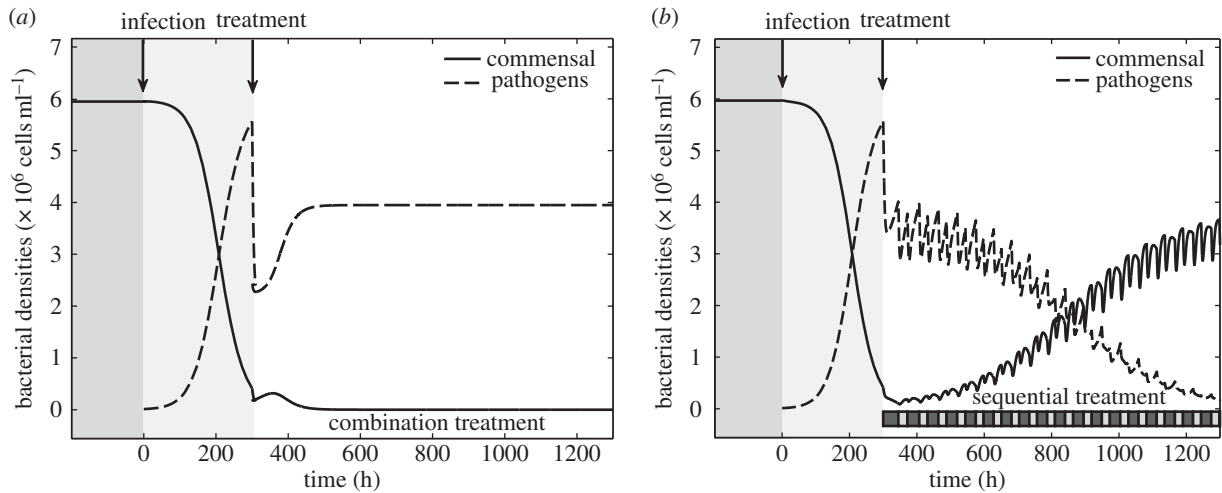 (a)
infection treatment
7
6
5
4
3
2
1
0
bacterial densities (× 10⁶ cells ml⁻¹)
commensal
pathogens
combination treatment
0 200 400 600 800 1000 1200
time (h)
(b)
infection treatment
7
6
5
4
3
2
1
0
bacterial densities (× 10⁶ cells ml⁻¹)
commensal
pathogens
sequential treatment
0 200 400 600 800 1000 1200
time (h)